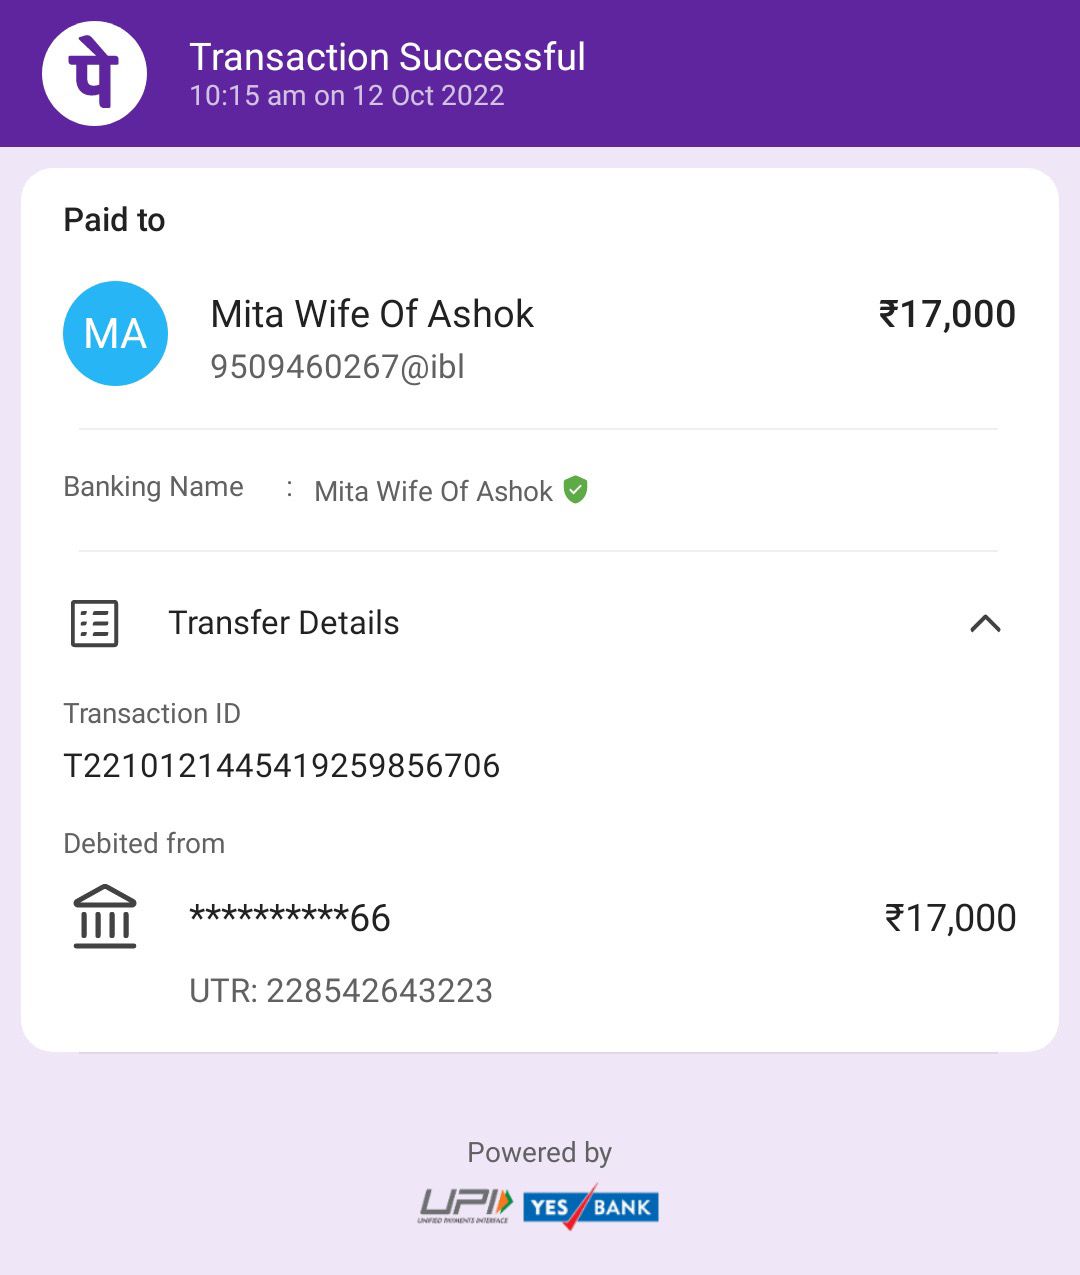 पे
Transaction Successful
10:15 am on 12 Oct 2022
Paid to
MA
Mita Wife Of Ashok
₹17,000
9509460267@ibl
Banking Name : Mita Wife Of Ashok
Transfer Details
Transaction ID
T2210121445419259856706
Debited from
**********66
₹17,000
UTR: 228542643223
Powered by
UPI
UNIFIED PAYMENTS INTERFACE
YES BANK